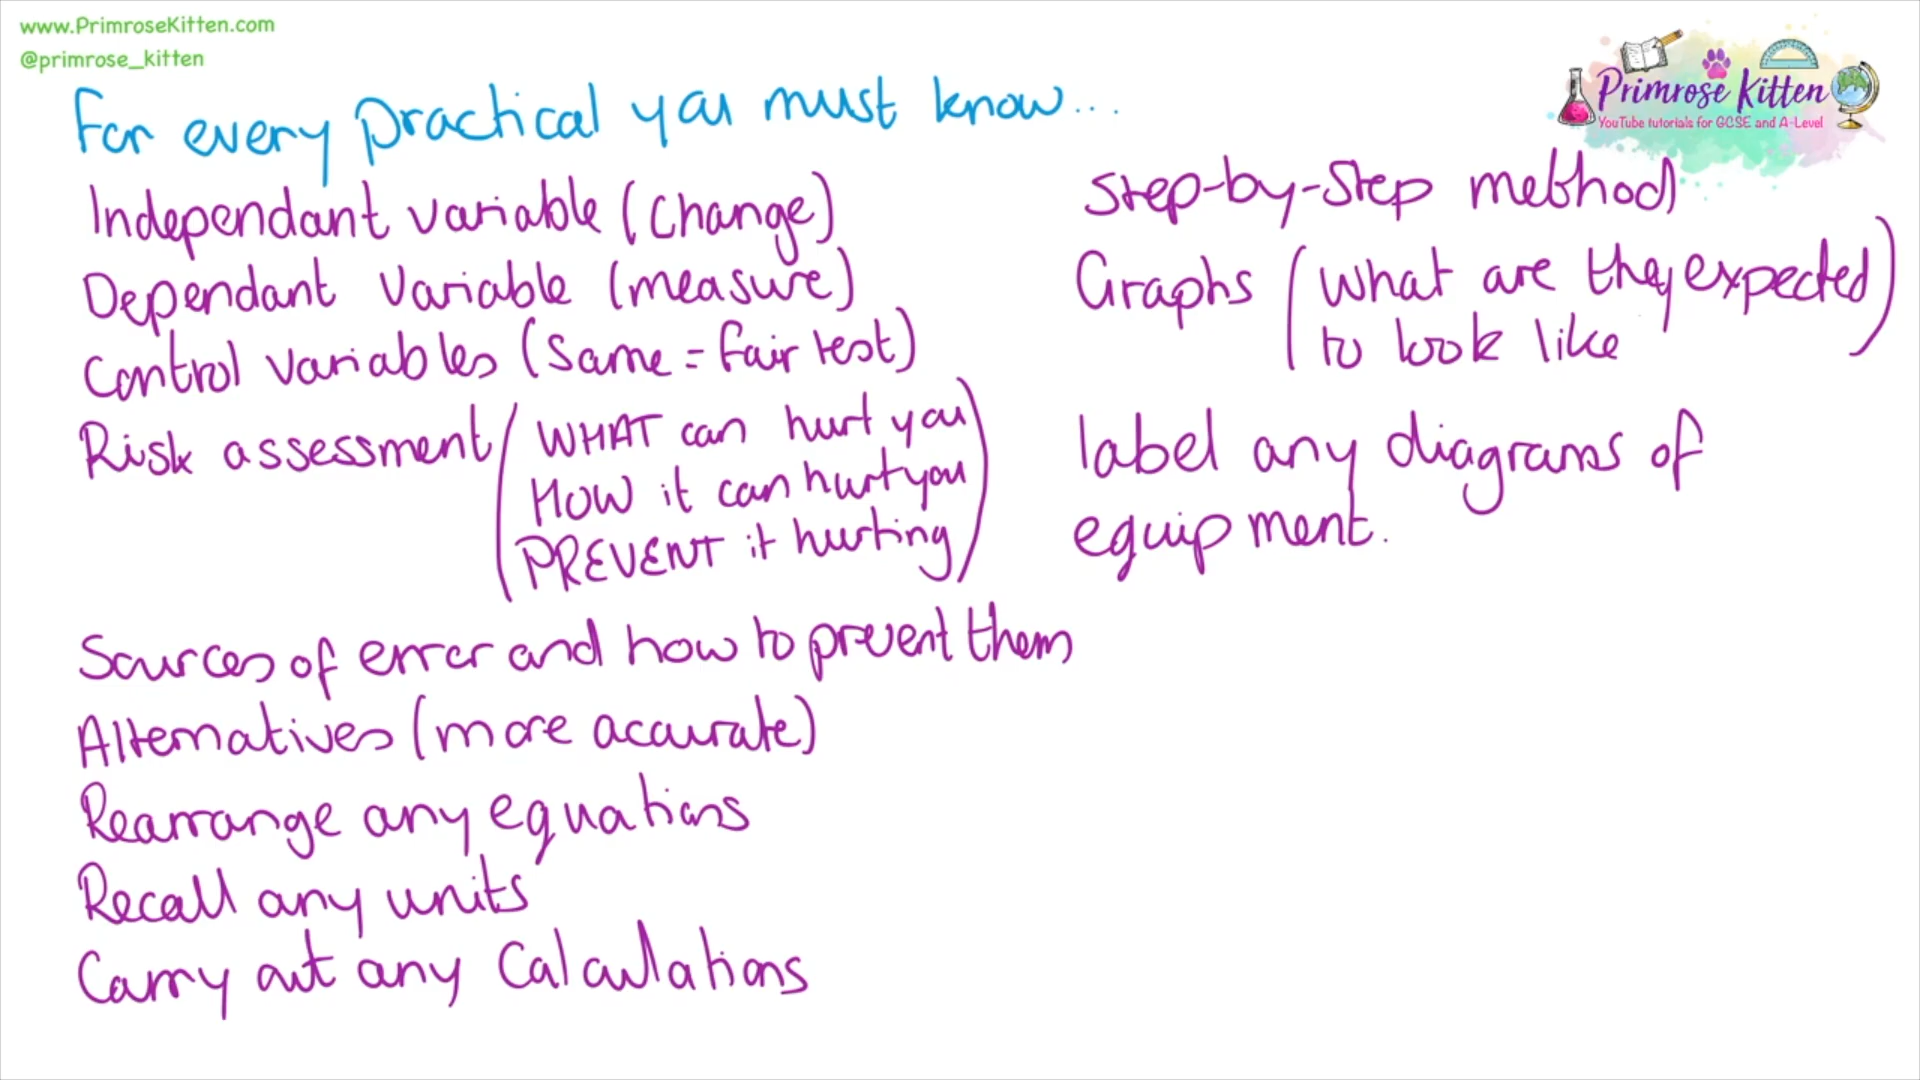 www.PrimroseKitten.com
@primrose_kitten
Primrose Kitten
YouTube tutorials for GCSE and A-Level
For every practical you must know...
Independant variable (change)
Dependant Variable (measure)
Control variables (Same = fair test)
Risk assessment (WHAT can hurt you
HOW it can hurt you
PREVENT it hurting)
Sources of error and how to prevent them
Alternatives (more accurate)
Rearrange any equations
Recall any units
Carry out any Calculations
Step-by-Step method
Graphs (what are they expected
to look like)
label any diagrams of
equipment.